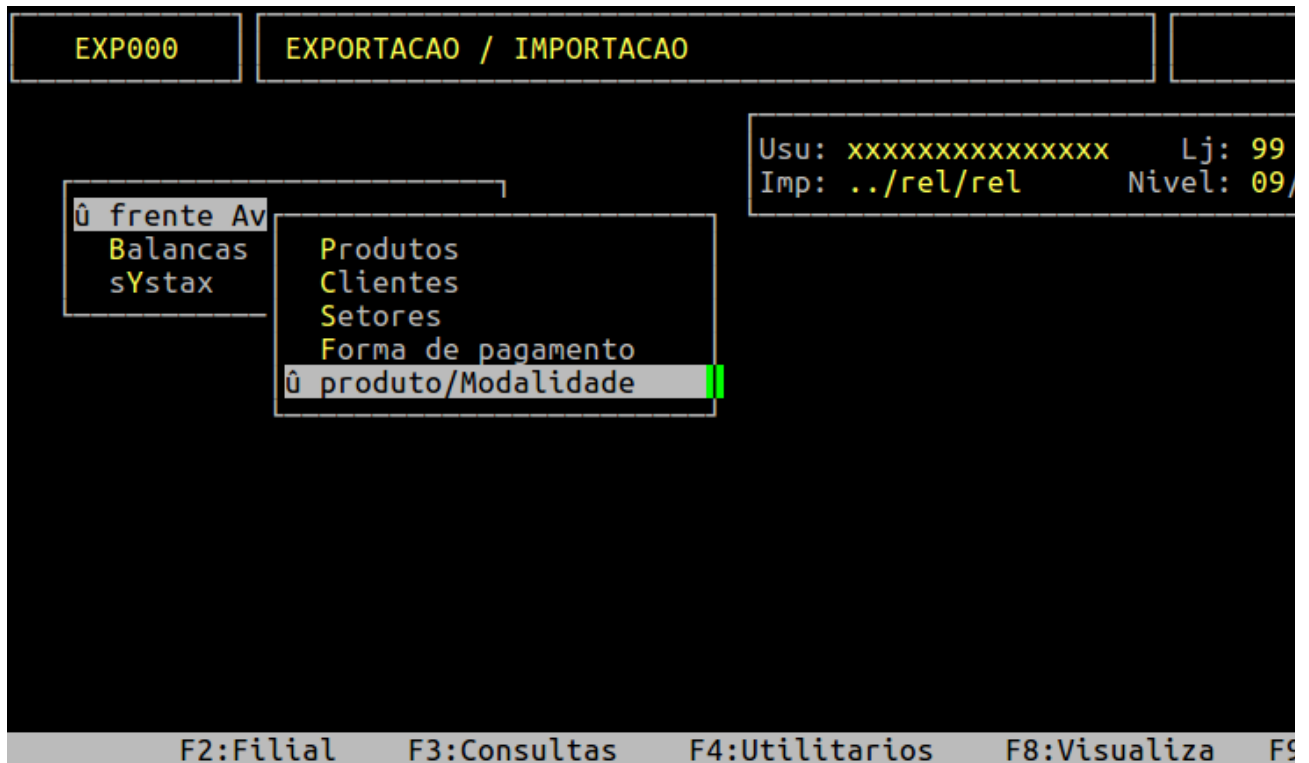 EXP000 EXPORTACAO / IMPORTACAO
Usu: xxxxxxxxxxxxxxx Lj: 99
Imp: ../rel/rel Nivel: 09/
û frente Av
Balancas
sYstax
Produtos
Clientes
Setores
Forma de pagamento
û produto/Modalidade
F2:Filial F3:Consultas F4:Utilitarios F8:Visualiza F9